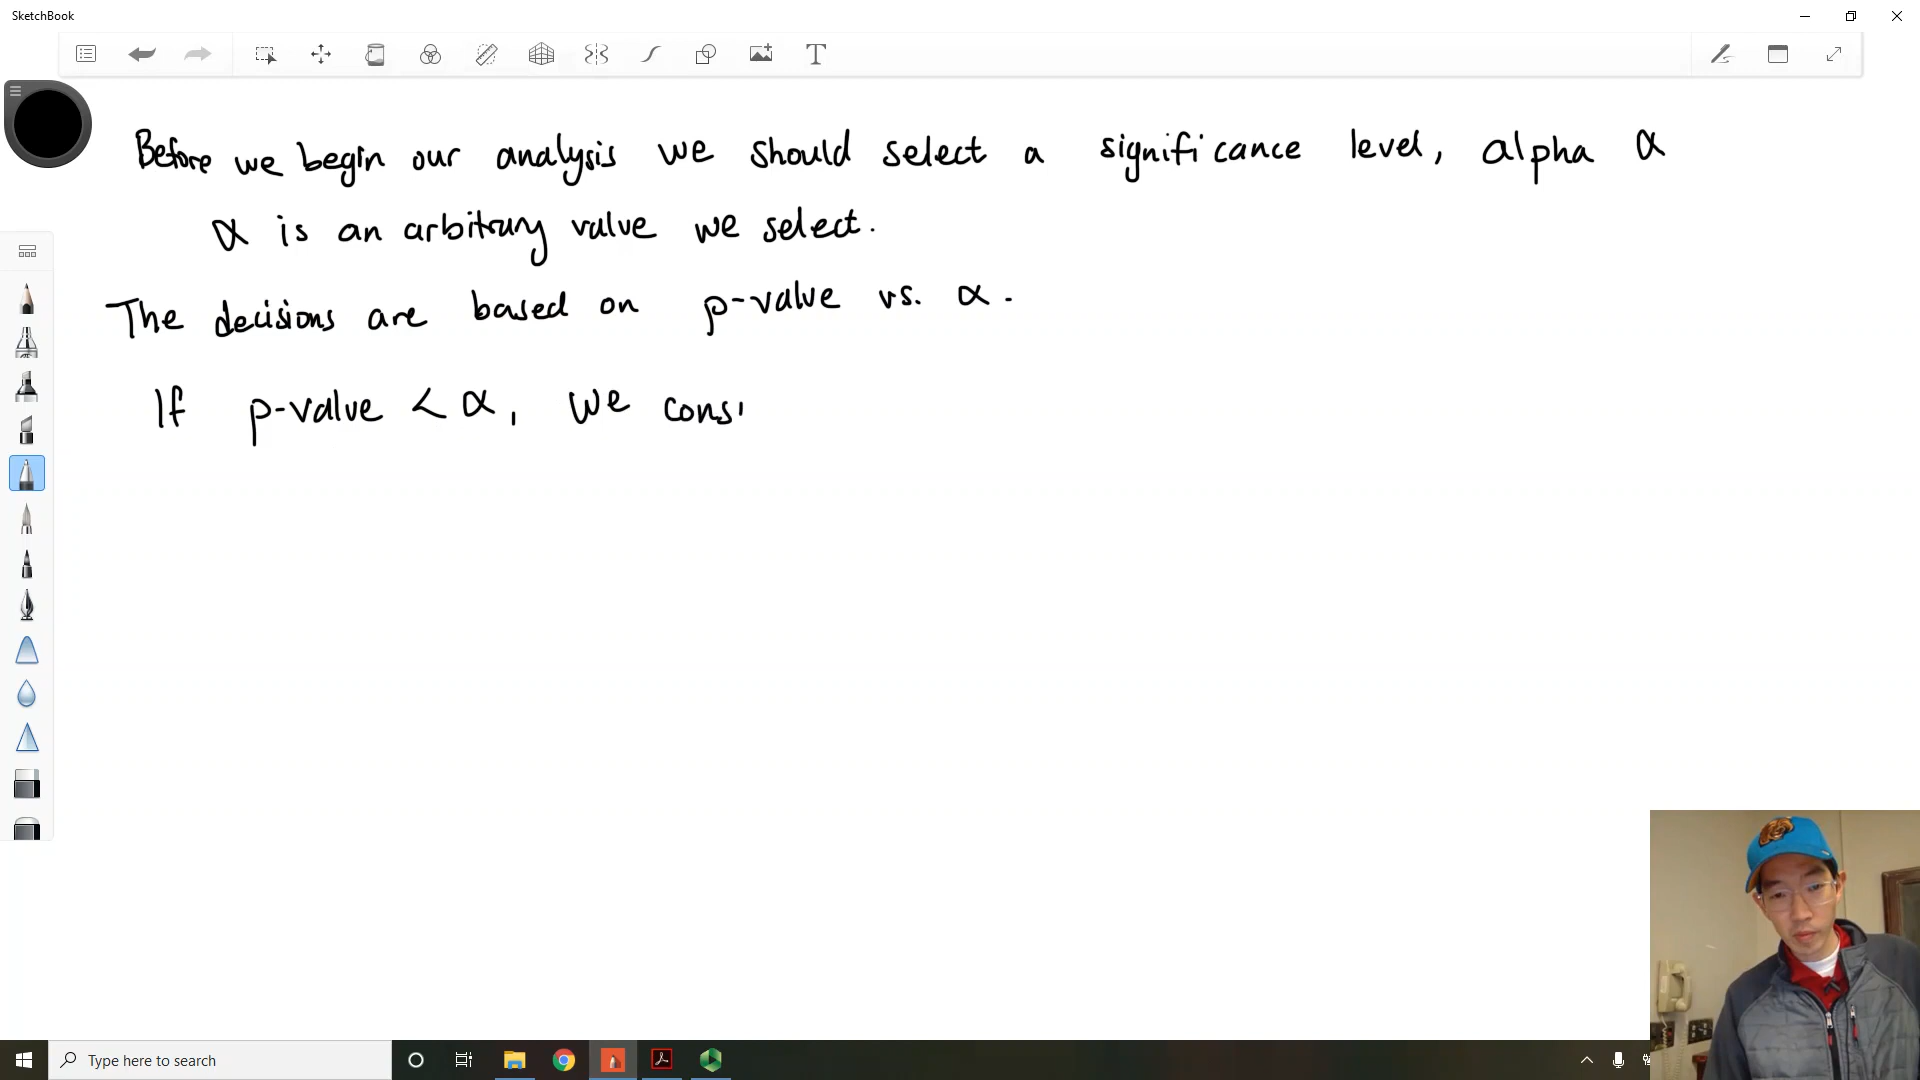 SketchBook
T
Before we begin our analysis we should select a significance level, alpha α
α is an arbitrary value we select.
The decisions are based on p-value vs. α.
If p-value < α, we consi
Type here to search